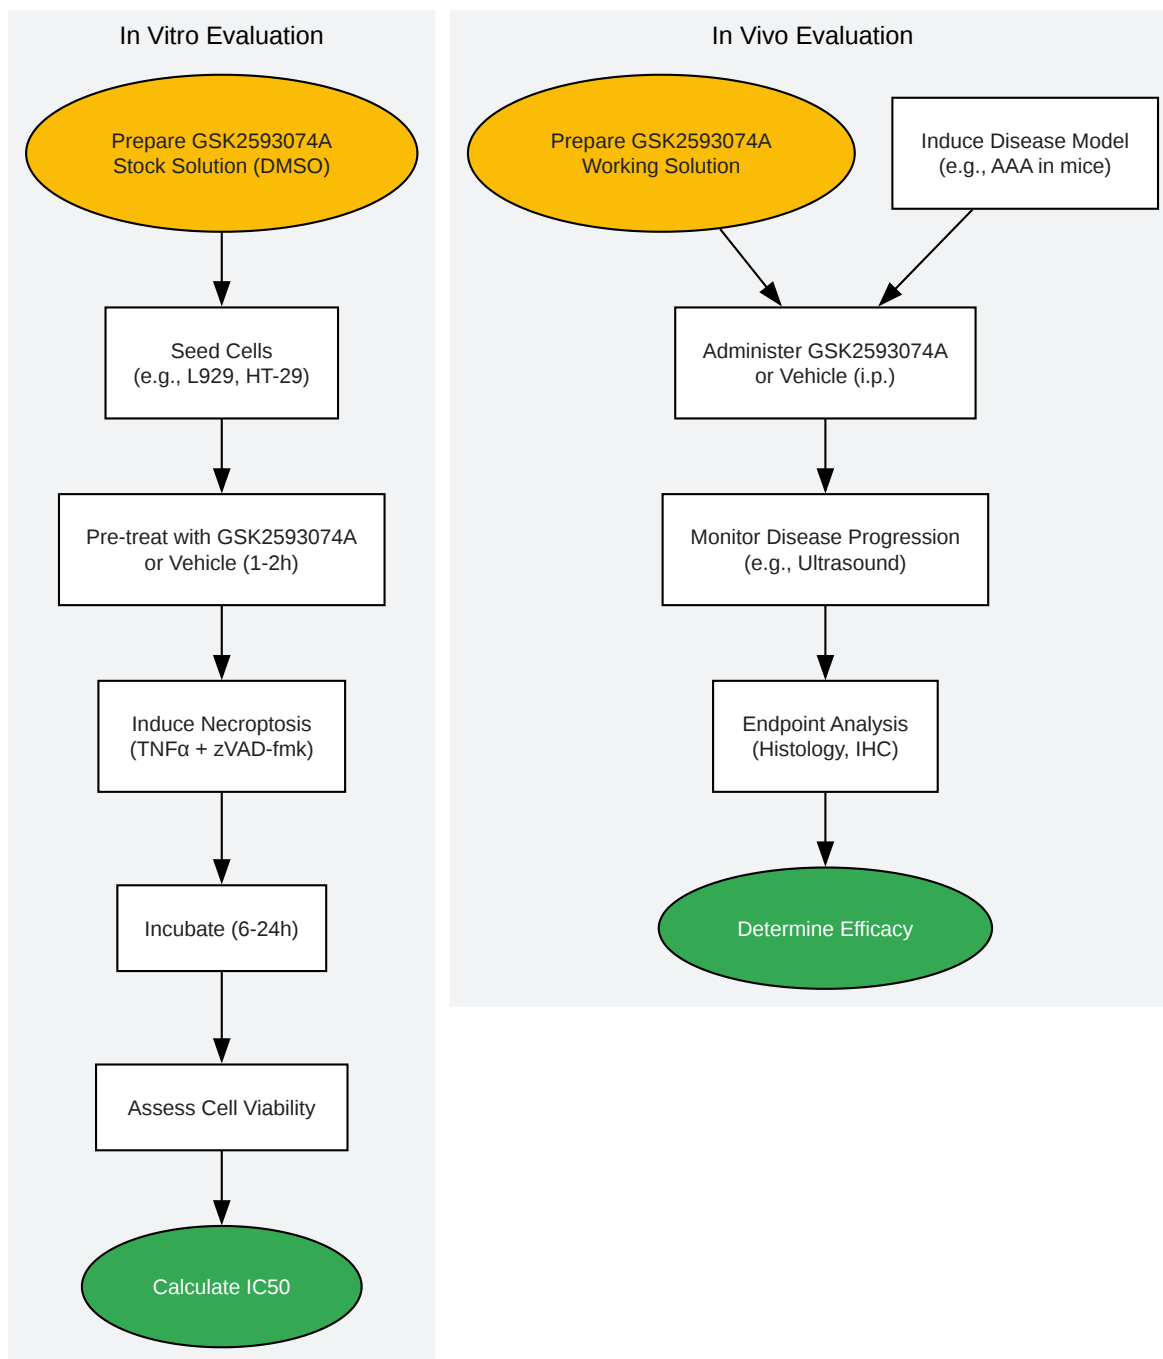 In Vitro Evaluation
Prepare GSK2593074A
Stock Solution (DMSO)
Seed Cells
(e.g., L929, HT-29)
Pre-treat with GSK2593074A
or Vehicle (1-2h)
Induce Necroptosis
(TNFα + zVAD-fmk)
Incubate (6-24h)
Assess Cell Viability
Calculate IC50
In Vivo Evaluation
Prepare GSK2593074A
Working Solution
Induce Disease Model
(e.g., AAA in mice)
Administer GSK2593074A
or Vehicle (i.p.)
Monitor Disease Progression
(e.g., Ultrasound)
Endpoint Analysis
(Histology, IHC)
Determine Efficacy